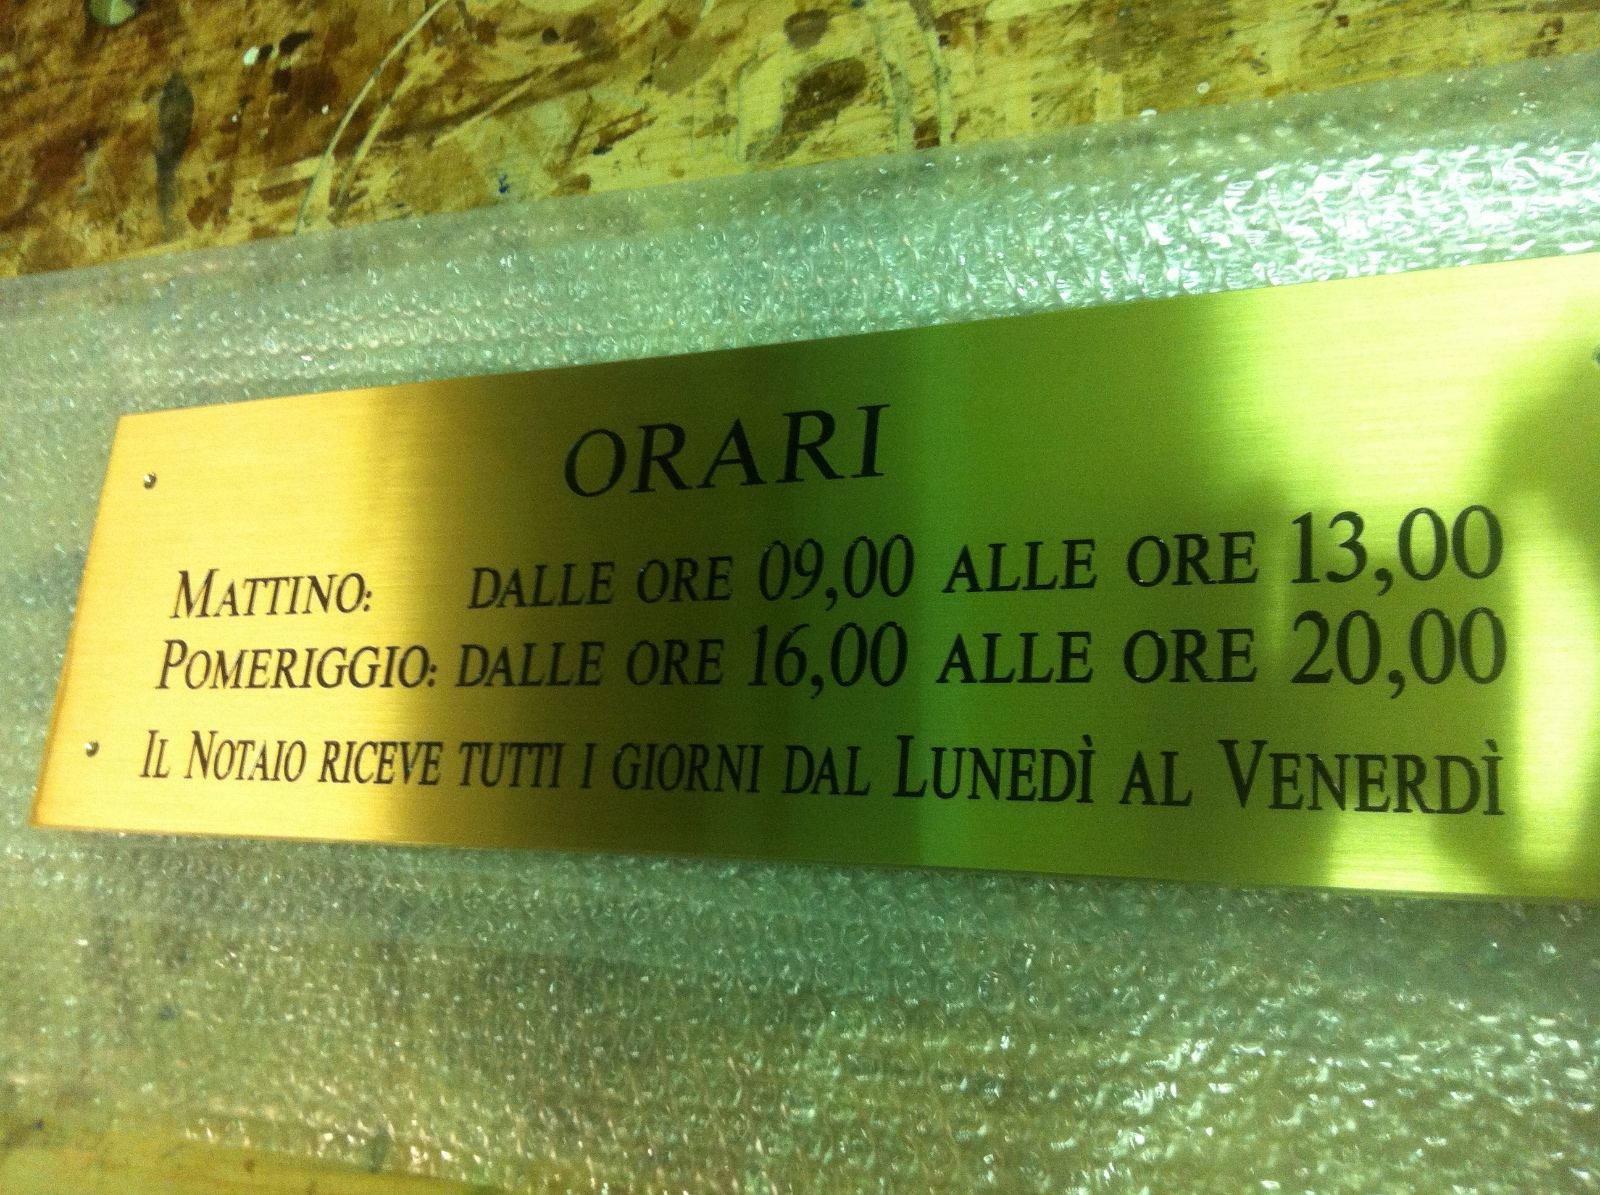 ORARI
MATTINO: DALLE ORE 09,00 ALLE ORE 13,00
POMERIGGIO: DALLE ORE 16,00 ALLE ORE 20,00
IL NOTAIO RICEVE TUTTI I GIORNI DAL LUNEDÌ AL VENERDÌ